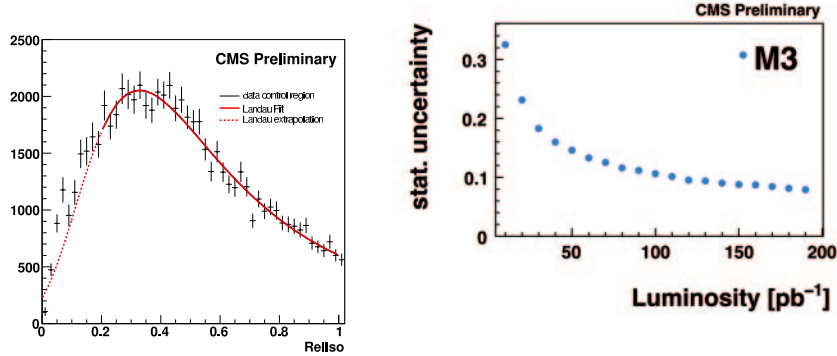 CMS Preliminary
data control region
Landau Fit
Landau extrapolation
2500
2000
1500
1000
500
0
0
0.2
0.4
0.6
0.8
1
RelIso
CMS Preliminary
M3
stat. uncertainty
0.3
0.2
0.1
0
50
100
150
200
Luminosity [pb⁻¹]